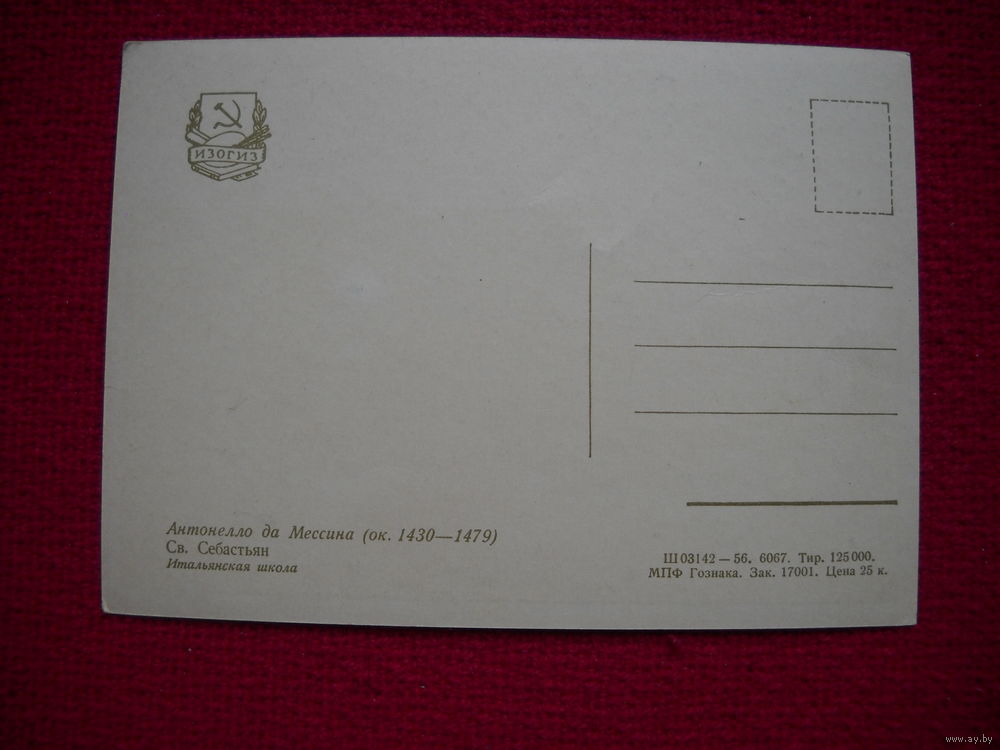 ИЗОГИЗ
Антонелло да Мессина (ок. 1430—1479)
Св. Себастьян
Итальянская школа
Ш 03142 — 56. 6067. Тир. 125 000.
МПФ Гознака. Зак. 17001. Цена 25 к.
www.ay.by